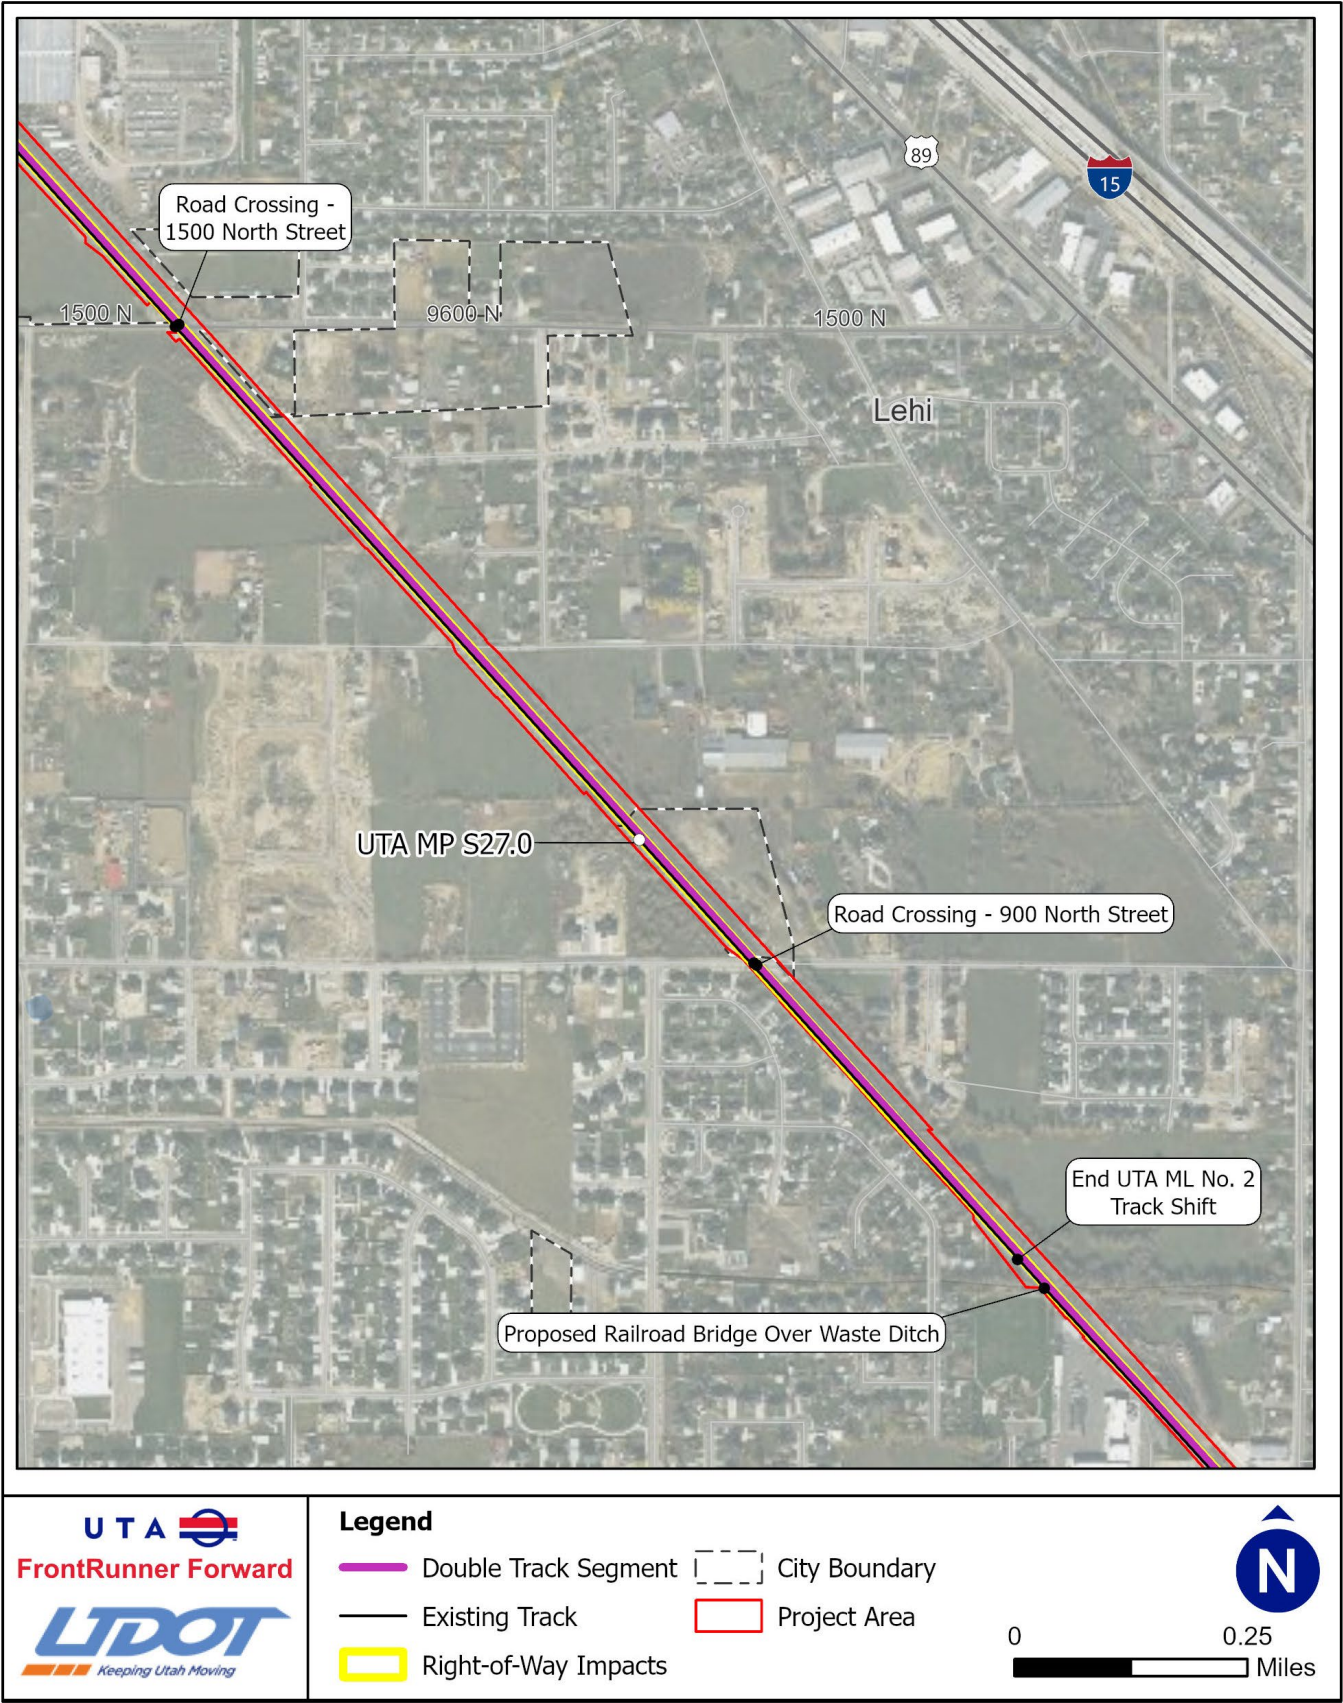 89
15
Road Crossing -
1500 North Street
1500 N
9600 N
1500 N
Lehi
UTA MP S27.0
Road Crossing - 900 North Street
End UTA ML No. 2
Track Shift
Proposed Railroad Bridge Over Waste Ditch
UTA
FrontRunner Forward
UDOT
Keeping Utah Moving
Legend
Double Track Segment
Existing Track
Right-of-Way Impacts
City Boundary
Project Area
N
0 0.25
Miles